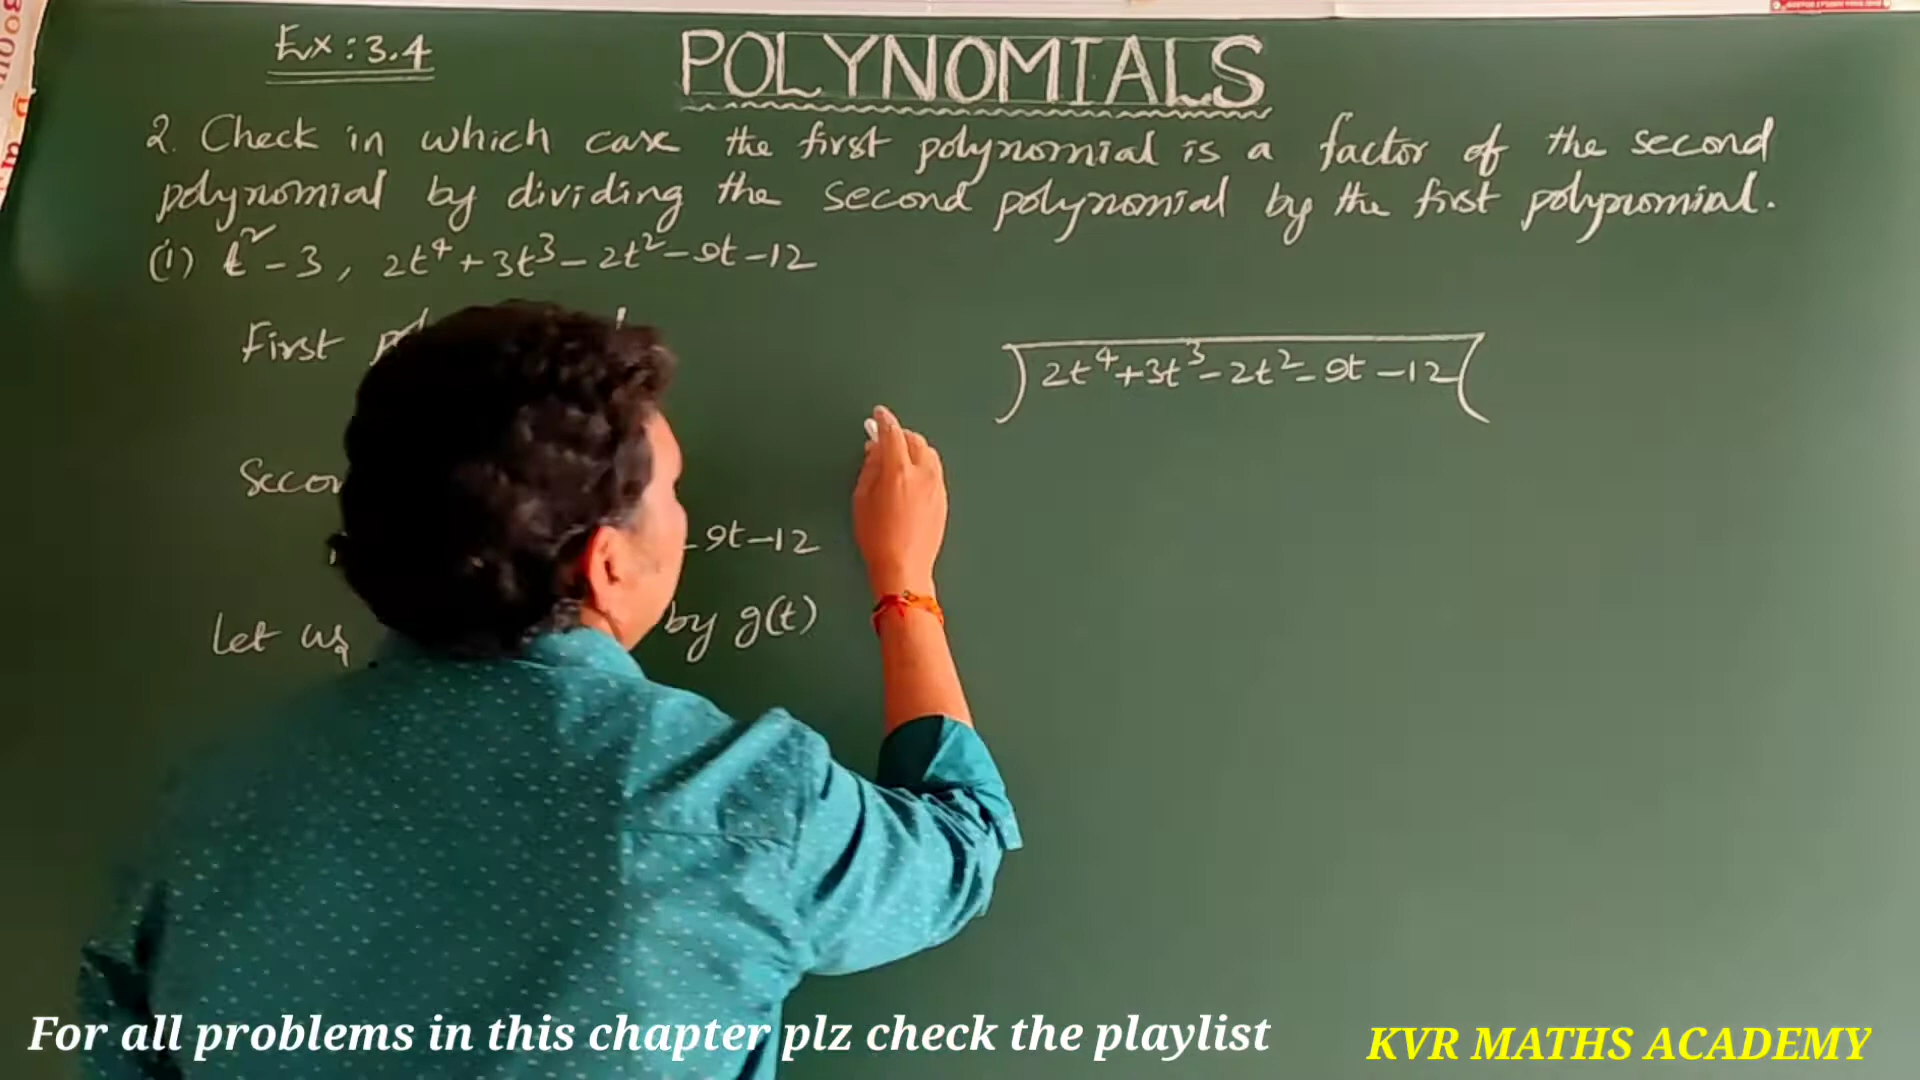 Ex: 3.4
POLYNOMIALS
2. Check in which case the first polynomial is a factor of the second
polynomial by dividing the second polynomial by the first polynomial.
(i) t² - 3, 2t⁴ + 3t³ - 2t² - 9t - 12
First
2t⁴ + 3t³ - 2t² - 9t - 12
- 9t - 12
Let us by g(t)
For all problems in this chapter plz check the playlist
KVR MATHS ACADEMY